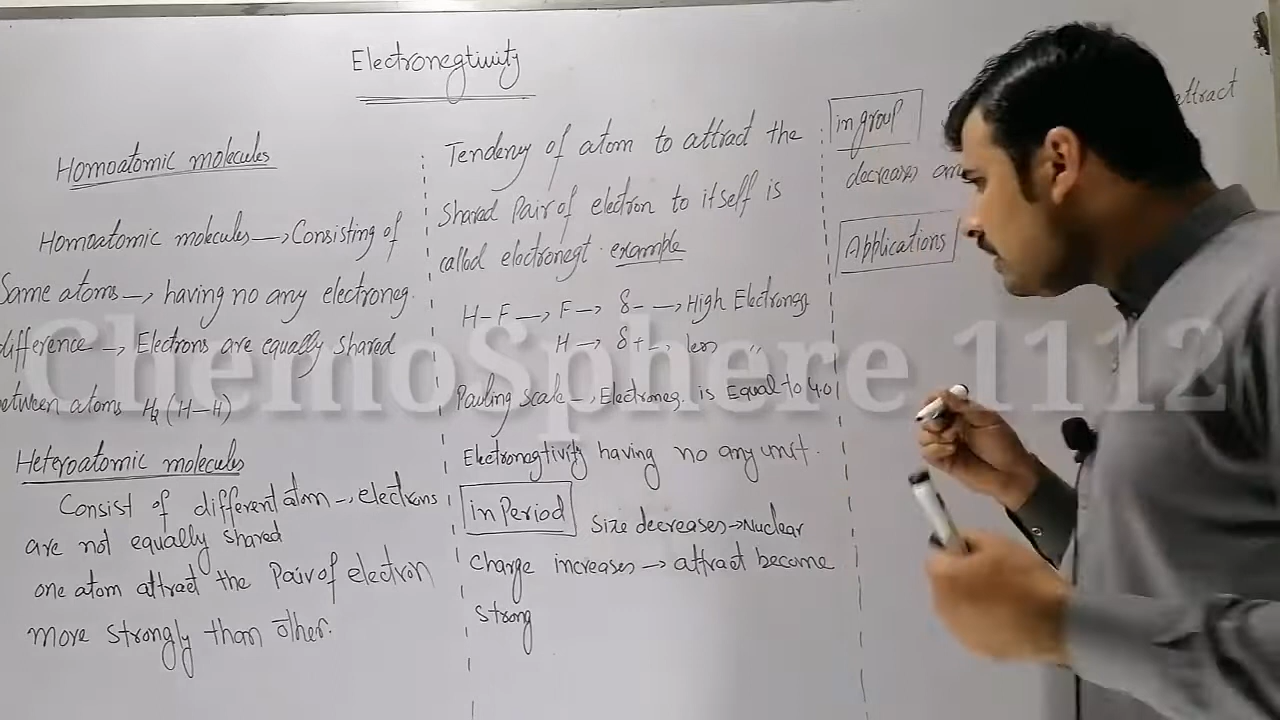 Electronegtivity
Homoatomic molecules
Homoatomic molecules → Consisting of
Same atoms → having no any electroneg.
difference → Electrons are equally shared
etween atoms H₂ (H-H)
Heteroatomic molecules
Consist of different atom → electrons
are not equally shared
one atom attract the Pair of electron
more strongly than other.
Tendency of atom to attract the
Shared Pair of electron to itself is
called electronegt. example
H-F → F → δ- → High Electroneg
H → δ+ → less "
Pauling scale → Electroneg. is Equal to 4.0
Electronegtivity having no any unit.
in Period Size decreases → Nuclear
Charge increases → attract become
strong
in group attract
decreases
Applications
ChemoSphere 1112